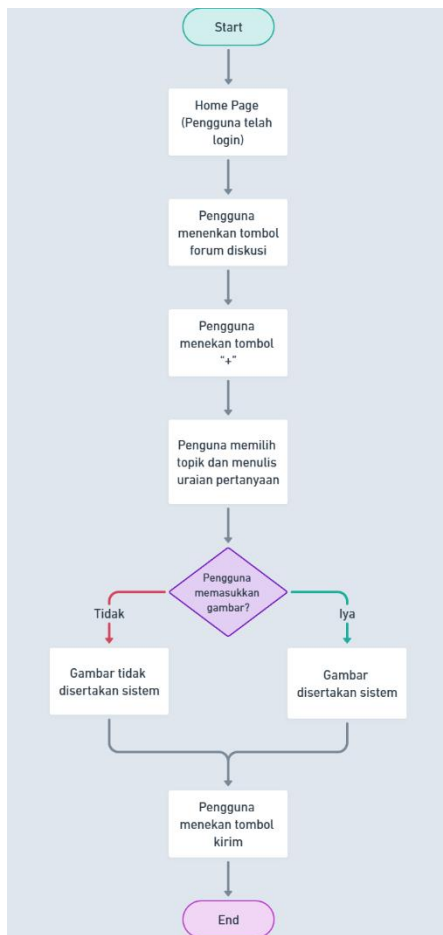 Start
Home Page
(Pengguna telah
login)
Pengguna
menenkan tombol
forum diskusi
Pengguna
menekan tombol
"+"
Penguna memilih
topik dan menulis
uraian pertanyaan
Pengguna
memasukkan
gambar?
Tidak
Iya
Gambar tidak
disertakan sistem
Gambar
disertakan sistem
Pengguna
menekan tombol
kirim
End